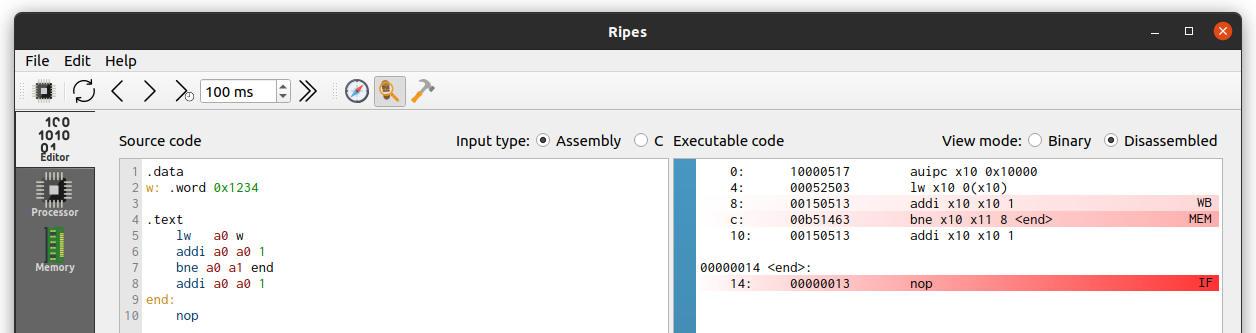 Ripes
File Edit Help
100 ms
Editor
Processor
Memory
Source code Input type: Assembly C Executable code View mode: Binary Disassembled
1 .data
2 w: .word 0x1234
3
4 .text
5 lw a0 w
6 addi a0 a0 1
7 bne a0 a1 end
8 addi a0 a0 1
9 end:
10 nop
0: 10000517 auipc x10 0x10000
4: 00052503 lw x10 0(x10)
8: 00150513 addi x10 x10 1 WB
c: 00b51463 bne x10 x11 8 <end> MEM
10: 00150513 addi x10 x10 1
00000014 <end>:
14: 00000013 nop IF